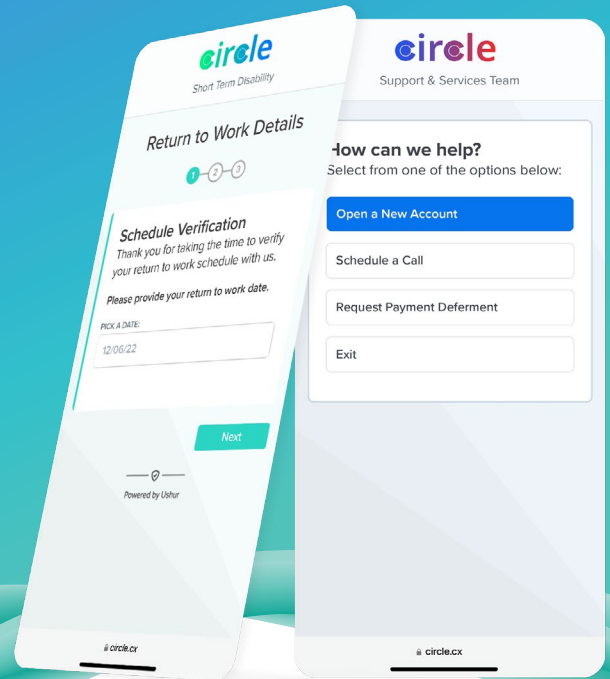 circle
Short Term Disability
Return to Work Details
1
2
3
Schedule Verification
Thank you for taking the time to verify
your return to work schedule with us.
Please provide your return to work date.
PICK A DATE:
12/06/22
Next
Powered by Ushur
circle.cx
circle
Support & Services Team
How can we help?
Select from one of the options below:
Open a New Account
Schedule a Call
Request Payment Deferment
Exit
circle.cx